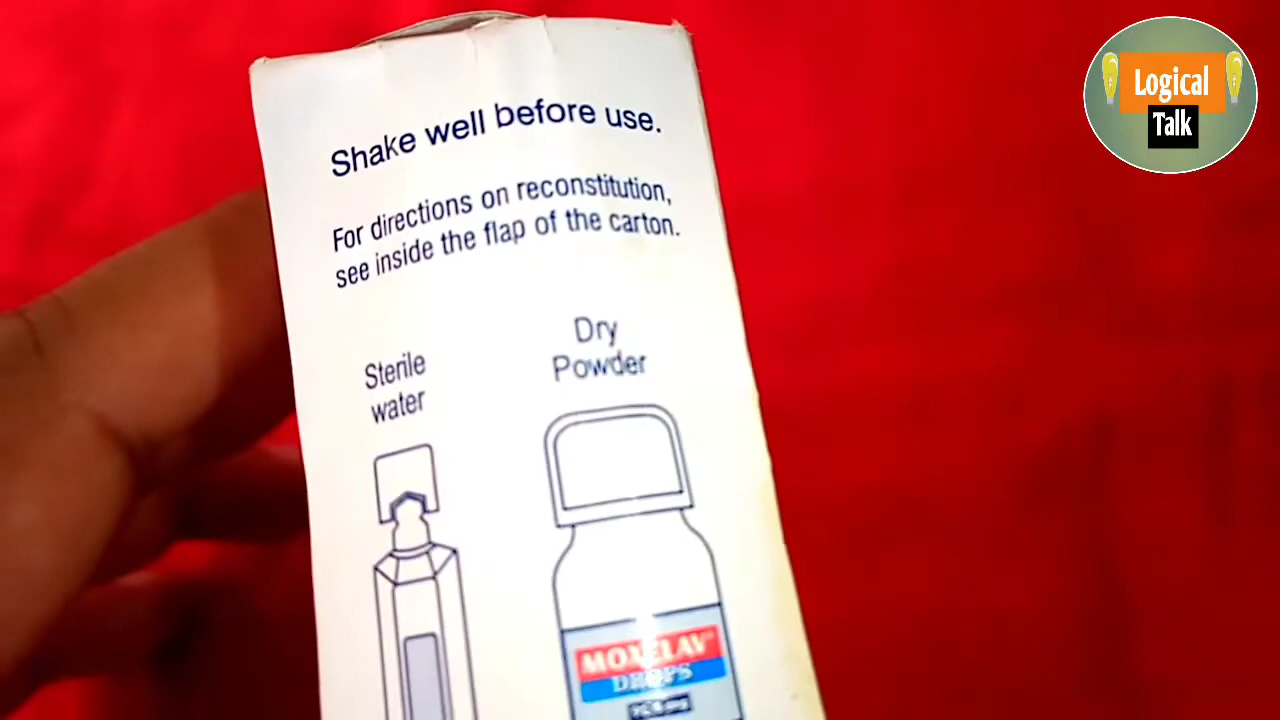 Logical
Talk
Shake well before use.
For directions on reconstitution,
see inside the flap of the carton.
Sterile
water
Dry
Powder
DROPS